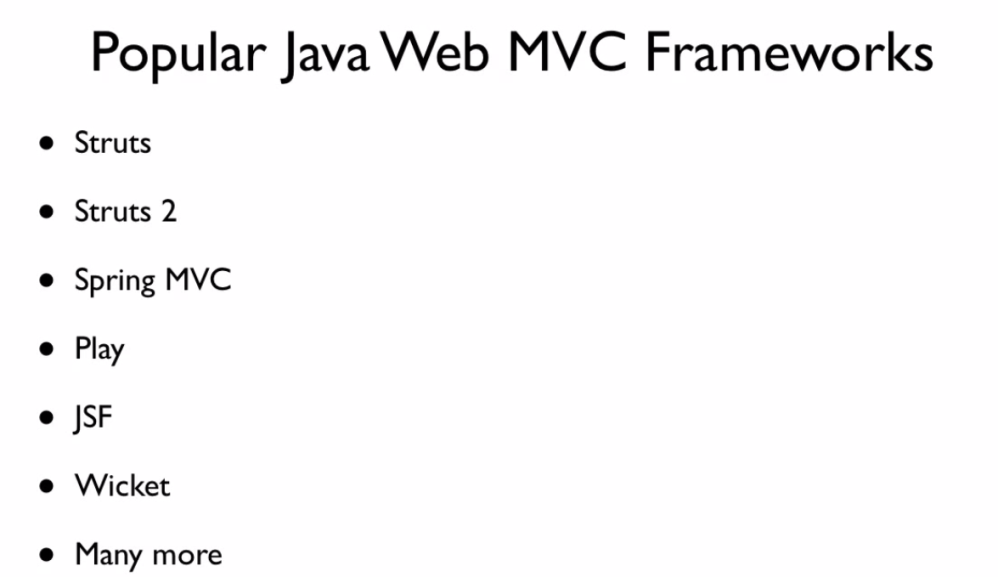 Popular Java Web MVC Frameworks
• Struts
• Struts 2
• Spring MVC
• Play
• JSF
• Wicket
• Many more